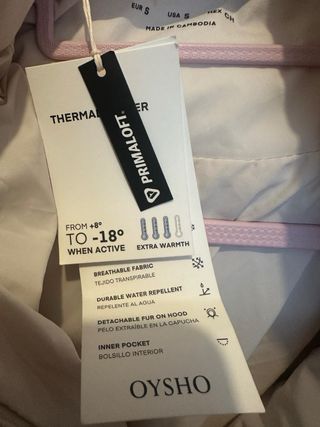 EUR S USA S MEX CH
MADE IN CAMBODIA
PRIMALOFT®
FROM +8°
TO -18°
WHEN ACTIVE
EXTRA WARMTH
BREATHABLE FABRIC
TEJIDO TRANSPIRABLE
DURABLE WATER REPELLENT
REPELENTE AL AGUA
DETACHABLE FUR ON HOOD
PELO EXTRAÍBLE EN LA CAPUCHA
INNER POCKET
BOLSILLO INTERIOR
OYSHO